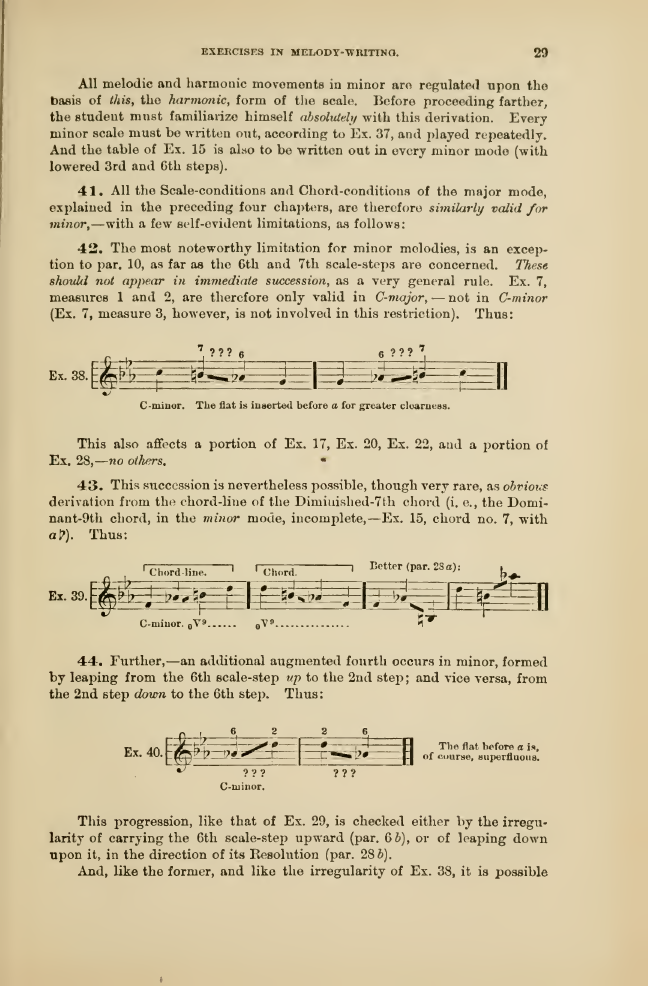 EXERCISES IN MELODY-WRITING. 29
All melodic and harmonic movements in minor are regulated upon the
basis of this, the harmonic, form of the scale. Before proceeding farther,
the student must familiarize himself absolutely with this derivation. Every
minor scale must be written out, according to Ex. 37, and played repeatedly.
And the table of Ex. 15 is also to be written out in every minor mode (with
lowered 3rd and 6th steps).
41. All the Scale-conditions and Chord-conditions of the major mode,
explained in the preceding four chapters, are therefore similarly valid for
minor,—with a few self-evident limitations, as follows:
42. The most noteworthy limitation for minor melodies, is an excep-
tion to par. 10, as far as the 6th and 7th scale-steps are concerned. These
should not appear in immediate succession, as a very general rule. Ex. 7,
measures 1 and 2, are therefore only valid in C-major, — not in C-minor
(Ex. 7, measure 3, however, is not involved in this restriction). Thus:
7 ??? 6 6 ??? 7
Ex. 38.
C-minor. The flat is inserted before a for greater clearness.
This also affects a portion of Ex. 17, Ex. 20, Ex. 22, and a portion of
Ex. 28,—no others.
43. This succession is nevertheless possible, though very rare, as obvious
derivation from the chord-line of the Diminished-7th chord (i. e., the Domi-
nant-9th chord, in the minor mode, incomplete,—Ex. 15, chord no. 7, with
a♭). Thus:
Chord-line. Chord. Better (par. 28 a):
Ex. 39.
C-minor. 0V9...... 0V9...............
44. Further,—an additional augmented fourth occurs in minor, formed
by leaping from the 6th scale-step up to the 2nd step; and vice versa, from
the 2nd step down to the 6th step. Thus:
6 2 2 6
Ex. 40.
The flat before a is,
of course, superfluous.
??? ???
C-minor.
This progression, like that of Ex. 29, is checked either by the irregu-
larity of carrying the 6th scale-step upward (par. 6 b), or of leaping down
upon it, in the direction of its Resolution (par. 28 b).
And, like the former, and like the irregularity of Ex. 38, it is possible